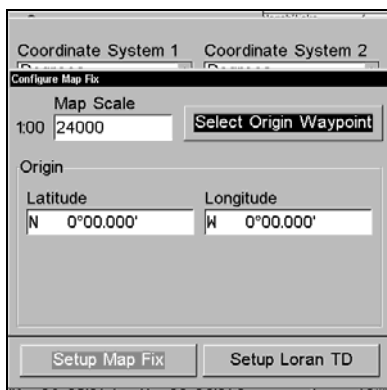 Coordinate System 1 Coordinate System 2
Configure Map Fix
Map Scale
1:00 24000 Select Origin Waypoint
Origin
Latitude Longitude
N 0°00.000' W 0°00.000'
Setup Map Fix Setup Loran TD